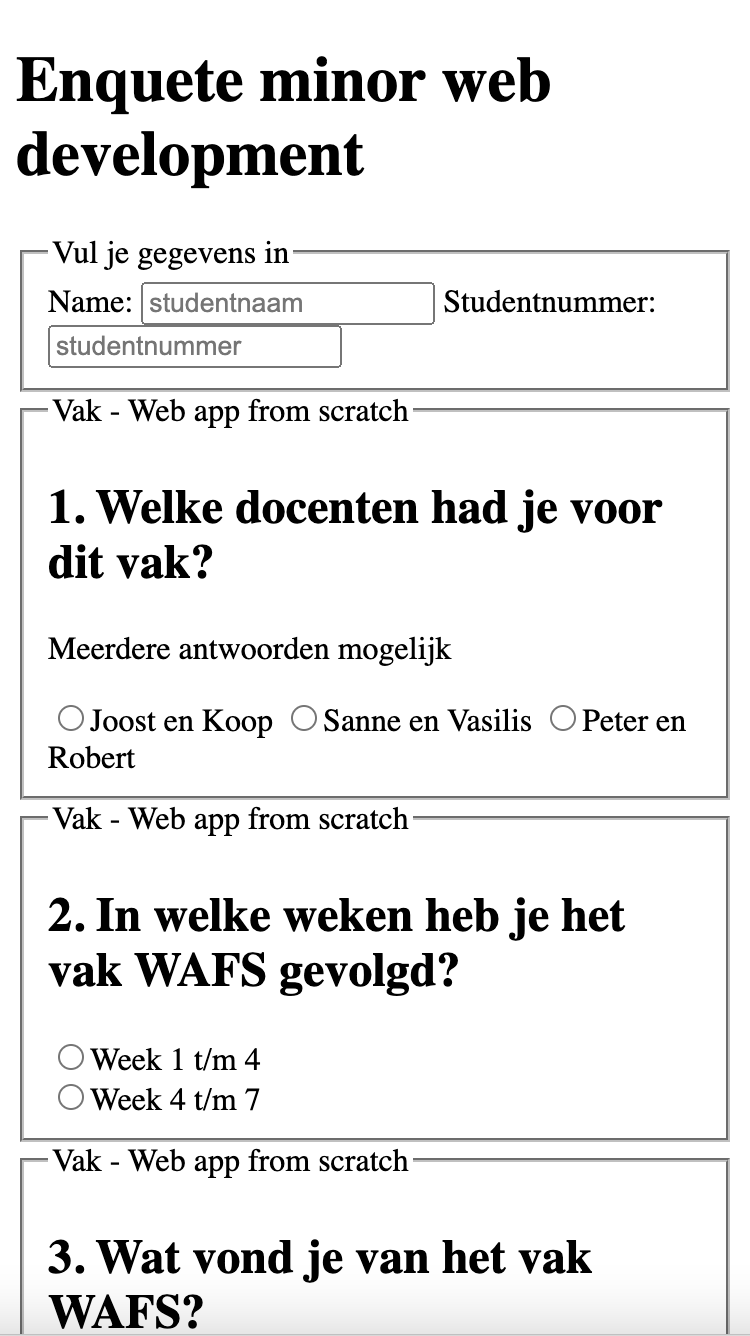 Enquete minor web
development
Vul je gegevens in
Name: studentnaam Studentnummer:
studentnummer
Vak - Web app from scratch
1. Welke docenten had je voor
dit vak?
Meerdere antwoorden mogelijk
Joost en Koop Sanne en Vasilis Peter en
Robert
Vak - Web app from scratch
2. In welke weken heb je het
vak WAFS gevolgd?
Week 1 t/m 4
Week 4 t/m 7
Vak - Web app from scratch
3. Wat vond je van het vak
WAFS?